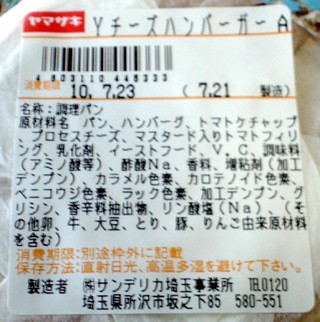 ヤマザキ YチーズハンバーガーA
4 903110 448333
消費期限 10. 7.23 ( 7.21 製造)
名称：調理パン
原材料名 パン、ハンバーグ、トマトケチャップ
、プロセスチーズ、マスタード入りトマトフィリ
ング、乳化剤、イーストフード、V.C、調味料
(アミノ酸等)、酢酸Na、香料、増粘剤(加工
デンプン)、カラメル色素、カロテノイド色素、
ベニコウジ色素、ラック色素、加工デンプン、グ
リシン、香辛料抽出物、リン酸塩(Na)、(そ
の他卵、牛、大豆、とり、豚、りんご由来原材料
を含む)
消費期限：別途枠外に記載
保存方法：直射日光、高温多湿を避けて下さい
製造者 ㈱サンデリカ埼玉事業所 ℡0120
埼玉県所沢市坂之下85 580-551